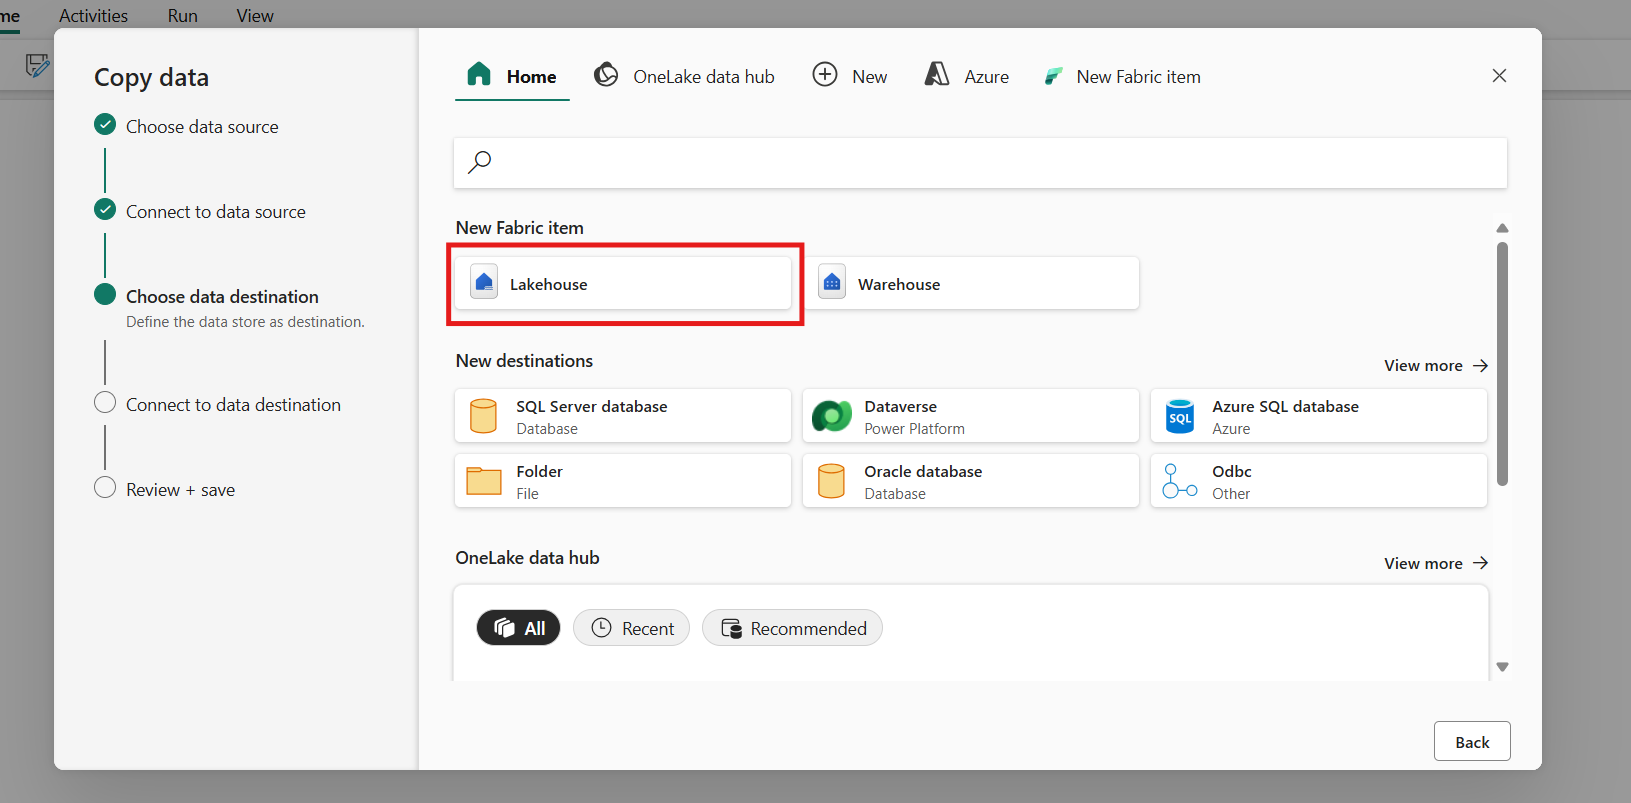 me Activities Run View
Copy data
Choose data source
Connect to data source
Choose data destination
Define the data store as destination.
Connect to data destination
Review + save
Home OneLake data hub New Azure New Fabric item
New Fabric item
Lakehouse Warehouse
New destinations View more
SQL Server database
Database
Dataverse
Power Platform
SQL
Azure SQL database
Azure
Folder
File
Oracle database
Database
Odbc
Other
OneLake data hub View more
All Recent Recommended
Back